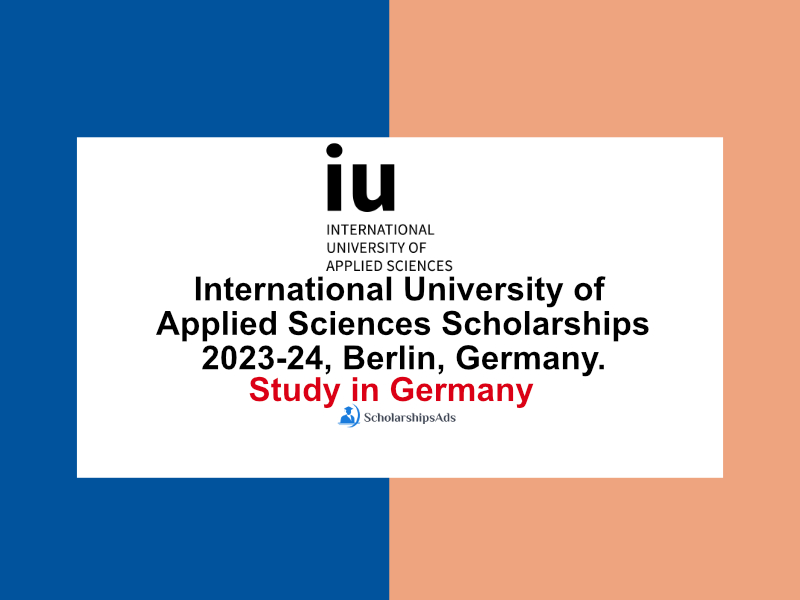 iu
INTERNATIONAL
UNIVERSITY OF
APPLIED SCIENCES
International University of
Applied Sciences Scholarships
2023-24, Berlin, Germany.
Study in Germany
ScholarshipsAds